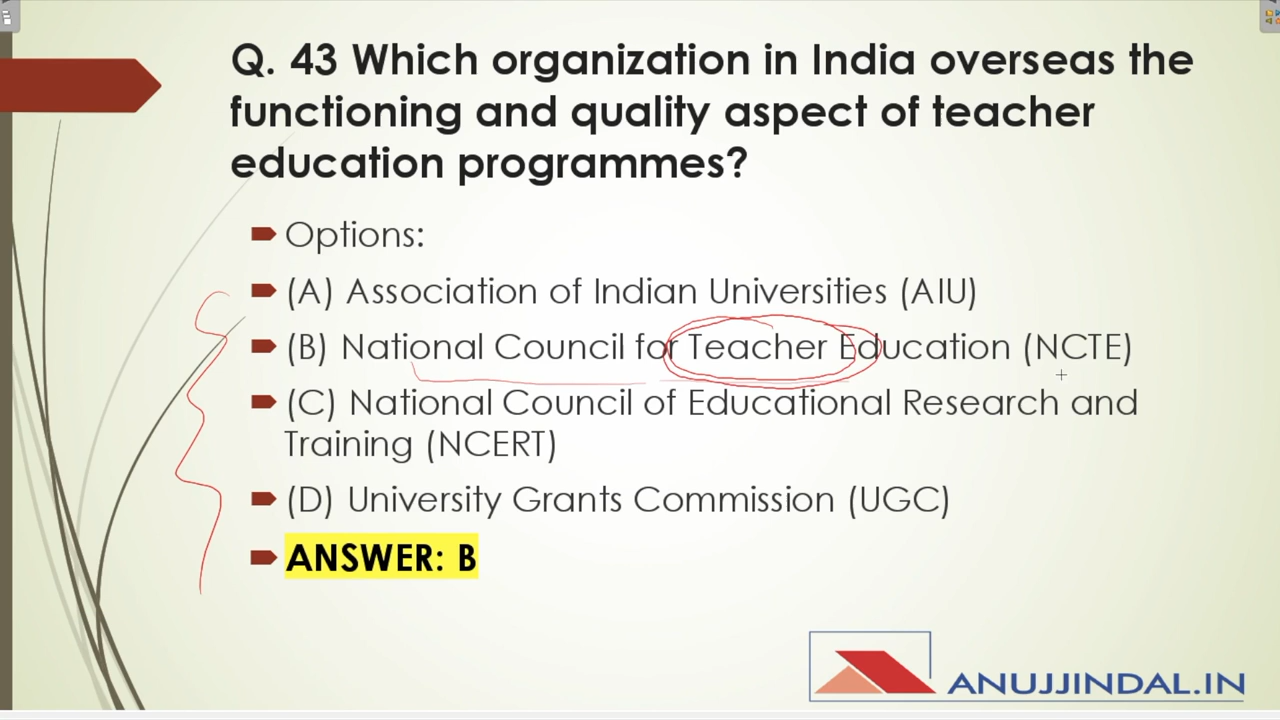 Q. 43 Which organization in India overseas the
functioning and quality aspect of teacher
education programmes?
Options:
(A) Association of Indian Universities (AIU)
(B) National Council for Teacher Education (NCTE)
(C) National Council of Educational Research and
Training (NCERT)
(D) University Grants Commission (UGC)
ANSWER: B
ANUJJINDAL.IN